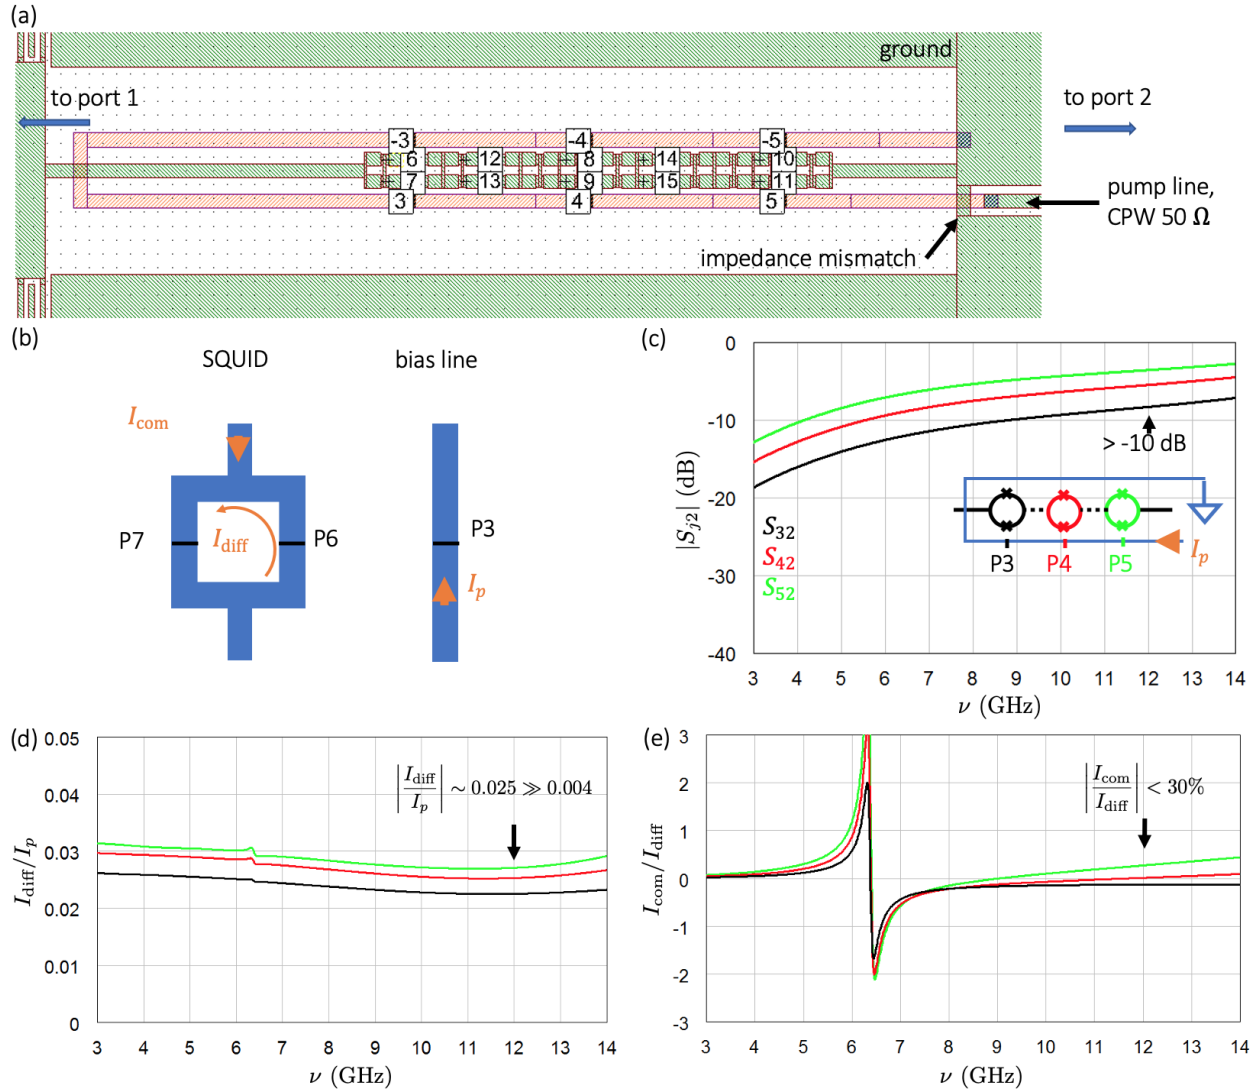 (a)
ground
to port 1
to port 2
-3
-4
-5
6
12
8
14
10
7
13
9
15
11
3
4
5
pump line,
CPW 50 Ω
impedance mismatch
(b)
SQUID
bias line
I_com
P7
I_diff
P6
P3
I_p
(c)
0
-10
-20
-30
-40
|S_j2| (dB)
> -10 dB
S_32
S_42
S_52
P3
P4
P5
I_p
3 4 5 6 7 8 9 10 11 12 13 14
ν (GHz)
(d)
0.05
0.04
0.03
0.02
0.01
0
I_diff/I_p
|I_diff/I_p| ~ 0.025 ≫ 0.004
3 4 5 6 7 8 9 10 11 12 13 14
ν (GHz)
(e)
3
2
1
0
-1
-2
-3
I_com/I_diff
|I_com/I_diff| < 30%
3 4 5 6 7 8 9 10 11 12 13 14
ν (GHz)